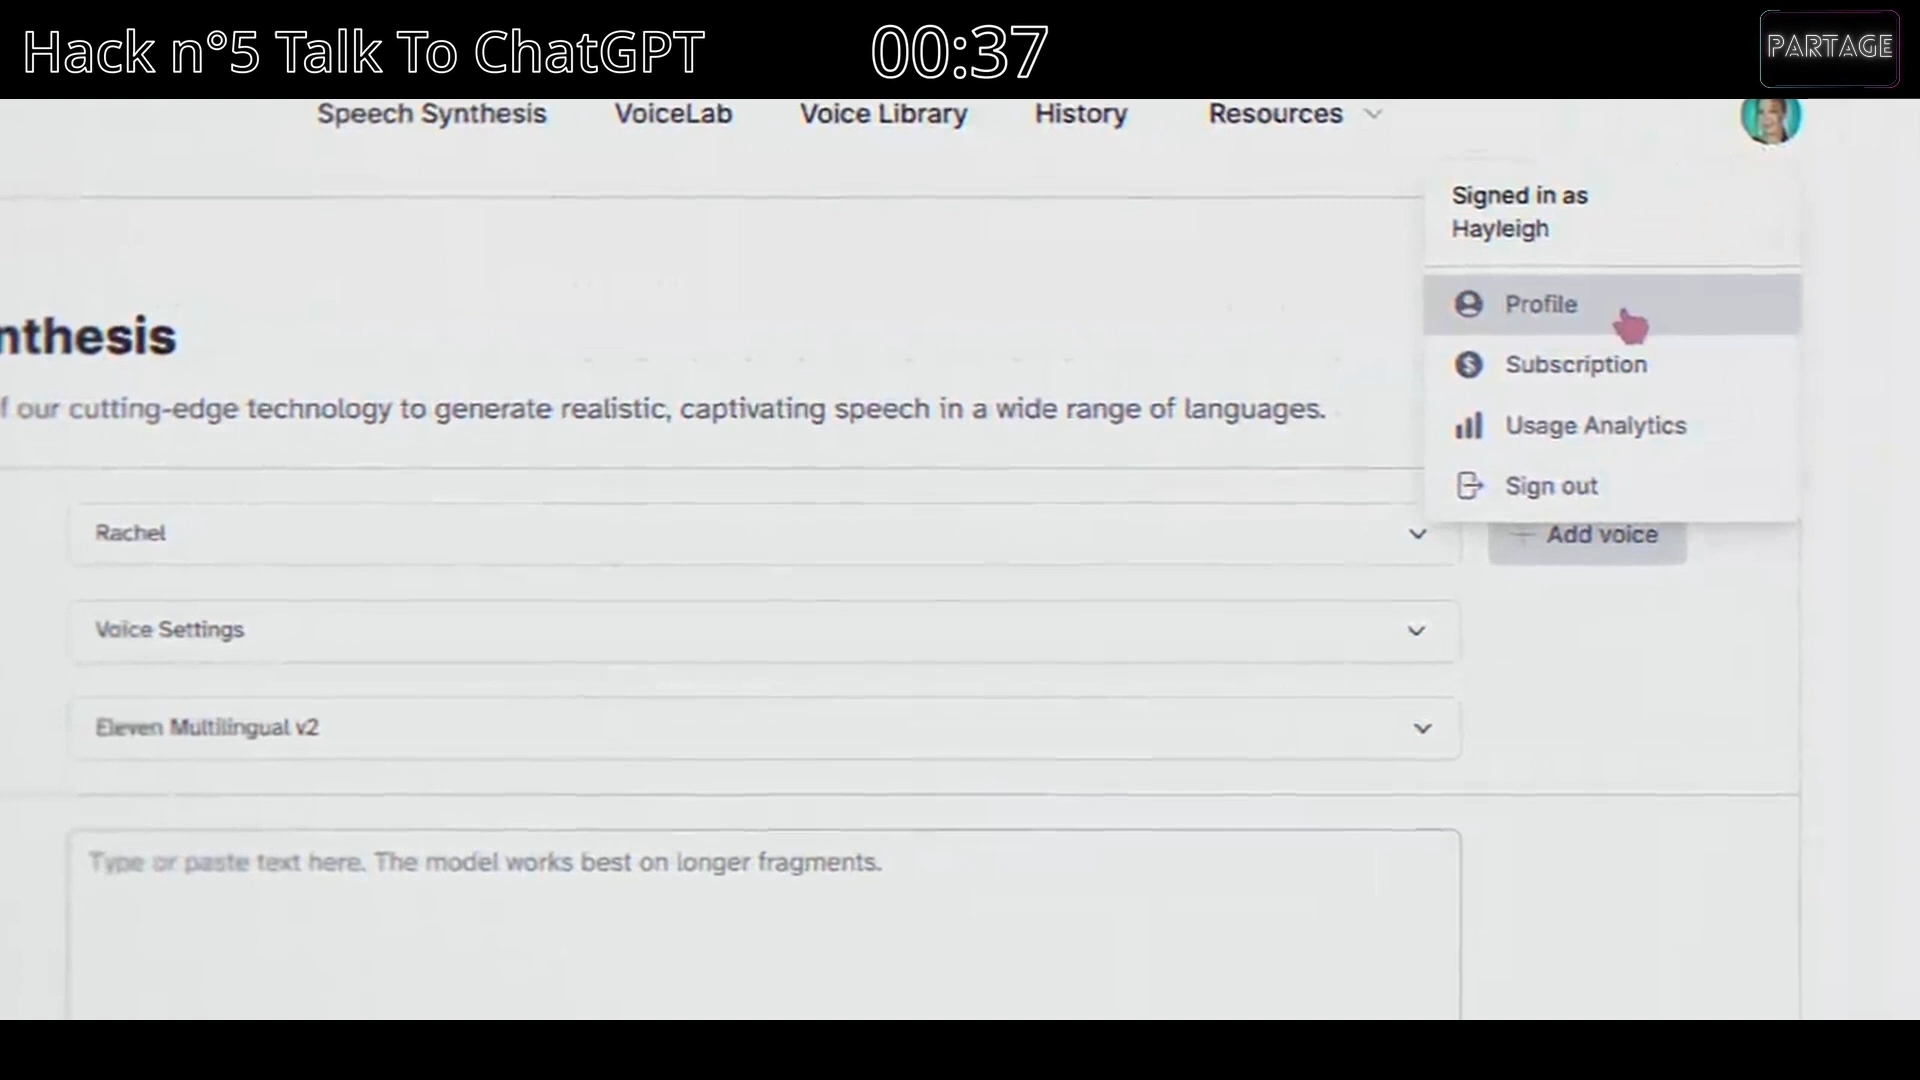 Hack n°5 Talk To ChatGPT
00:37
PARTAGE
Speech Synthesis VoiceLab Voice Library History Resources
Signed in as
Hayleigh
Profile
Subscription
Usage Analytics
Sign out
nthesis
f our cutting-edge technology to generate realistic, captivating speech in a wide range of languages.
Rachel
+ Add voice
Voice Settings
Eleven Multilingual v2
Type or paste text here. The model works best on longer fragments.